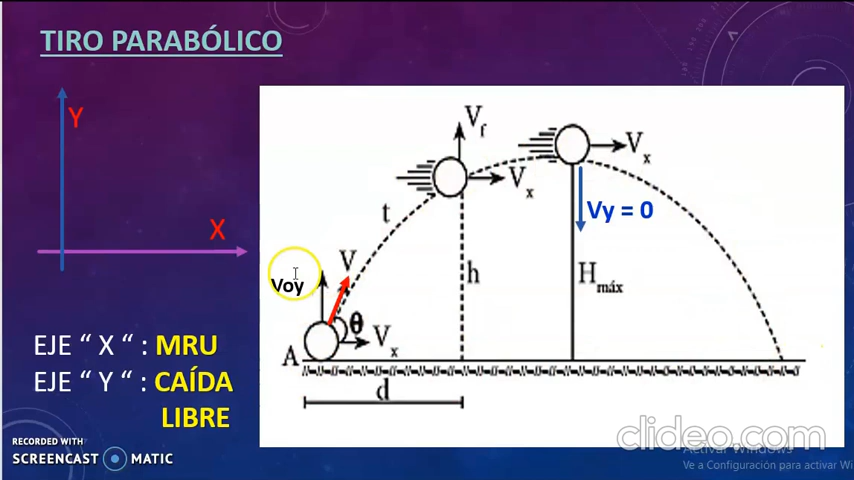 TIRO PARABÓLICO
Y
X
EJE “ X “ : MRU
EJE “ Y “ : CAÍDA
LIBRE
Vf
Vx
Vx
Vy = 0
t
h
Hmáx
V
Voy
θ
Vx
A
d
clideo.com
Activar Windows
Ve a Configuración para activar Wi
RECORDED WITH
SCREENCAST MATIC